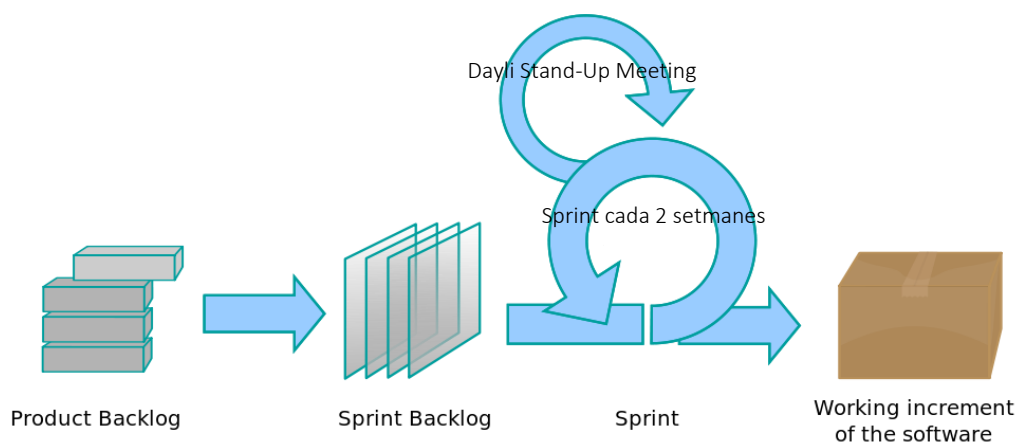 Dayli Stand-Up Meeting
Sprint cada 2 setmanes
Product Backlog
Sprint Backlog
Sprint
Working increment
of the software